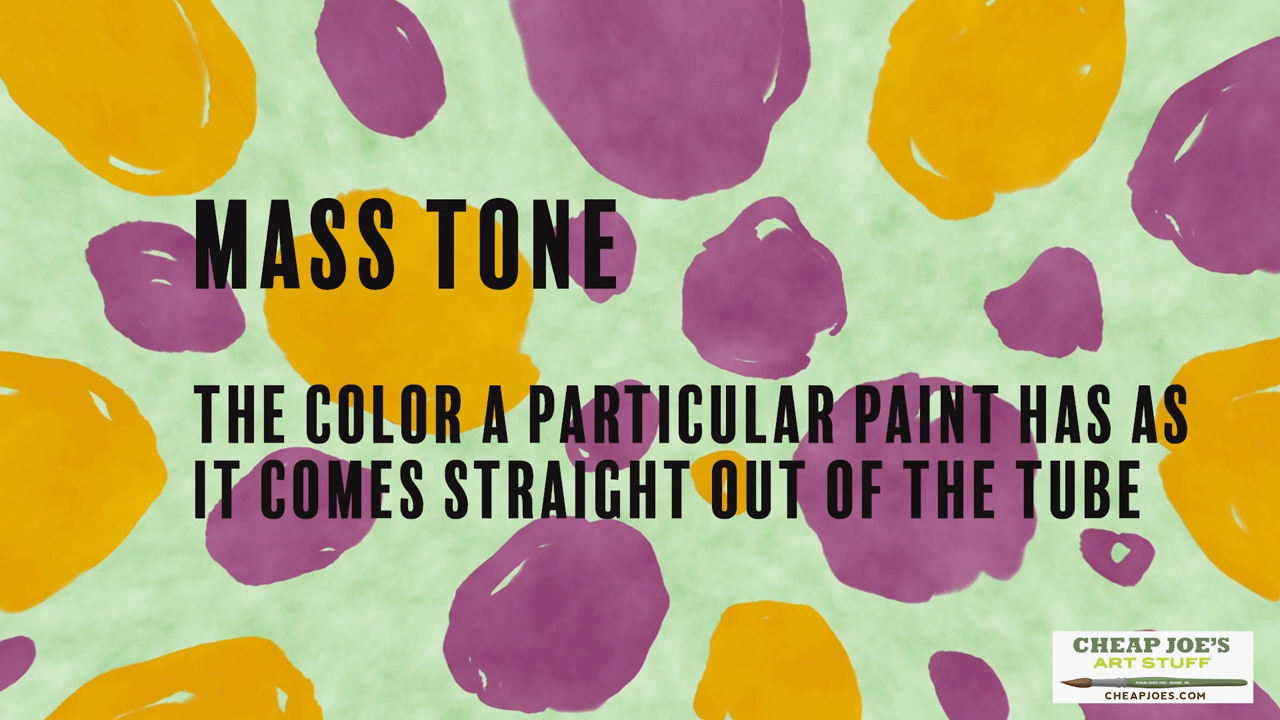 MASS TONE
THE COLOR A PARTICULAR PAINT HAS AS
IT COMES STRAIGHT OUT OF THE TUBE
CHEAP JOE'S
ART STUFF
CHEAPJOES.COM